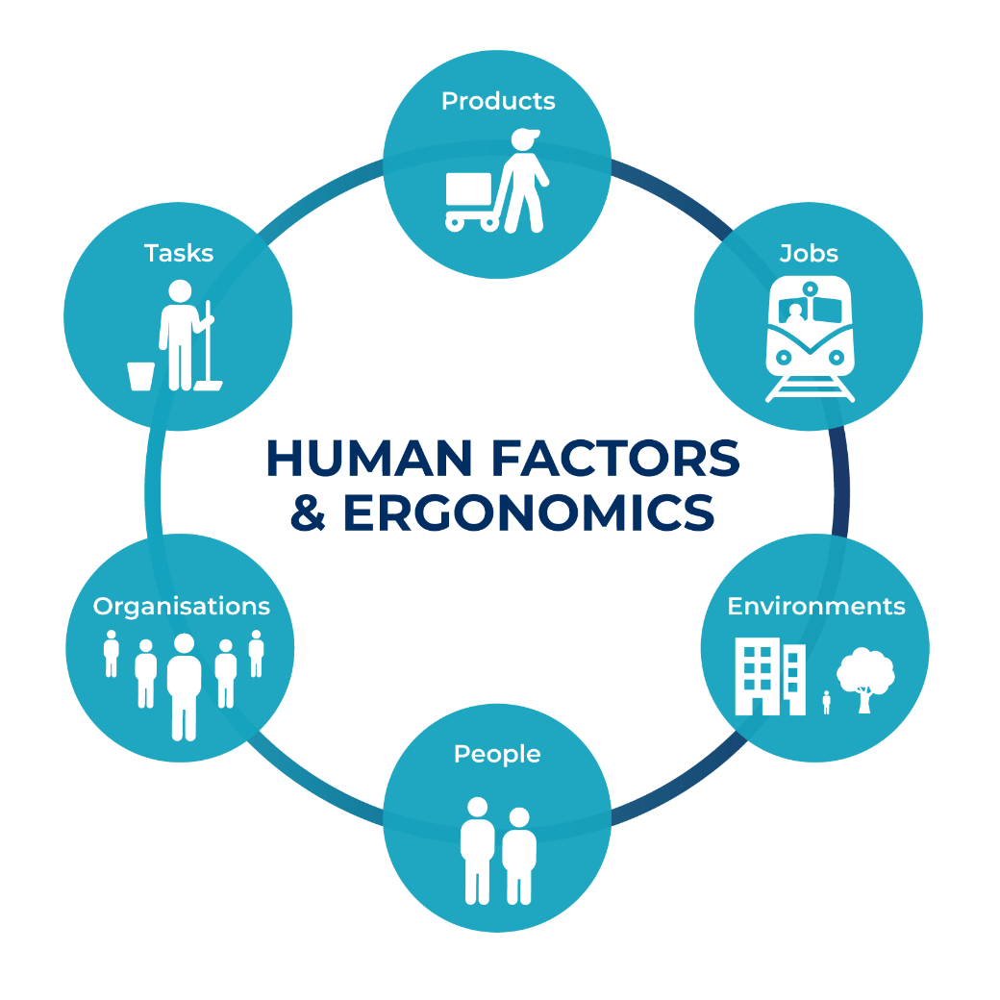 Products
Tasks
Jobs
HUMAN FACTORS
& ERGONOMICS
Organisations
Environments
People